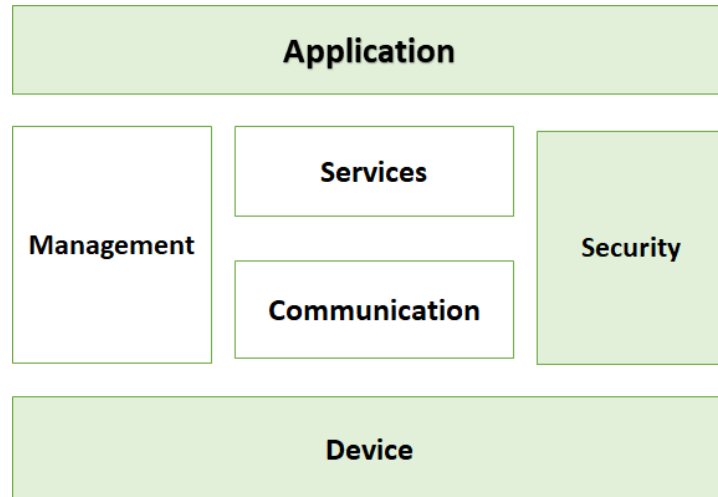 Application
Services
Management
Security
Communication
Device